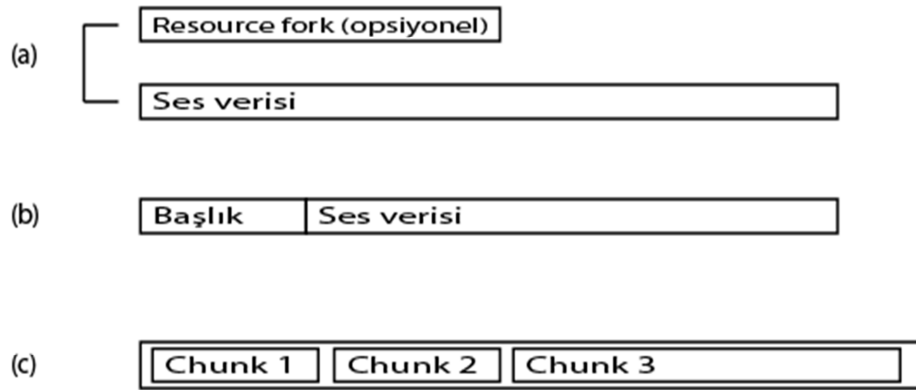 (a) Resource fork (opsiyonel)
Ses verisi
(b) Başlık Ses verisi
(c) Chunk 1 Chunk 2 Chunk 3